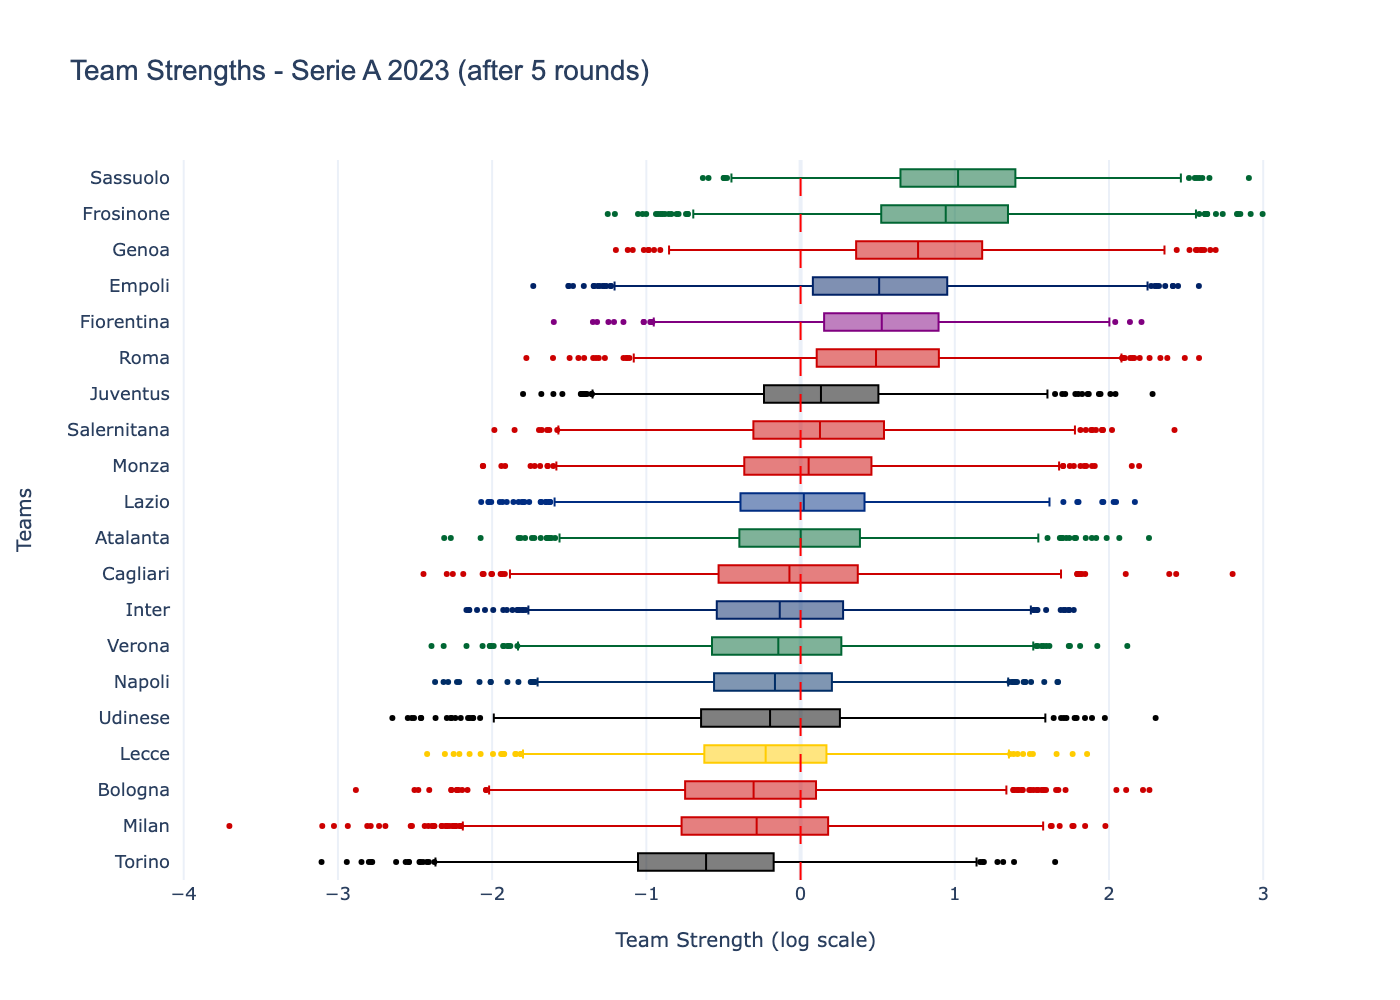 Team Strengths - Serie A 2023 (after 5 rounds)
Sassuolo
Frosinone
Genoa
Empoli
Fiorentina
Roma
Juventus
Salernitana
Monza
Lazio
Atalanta
Cagliari
Inter
Verona
Napoli
Udinese
Lecce
Bologna
Milan
Torino
Teams
−4 −3 −2 −1 0 1 2 3
Team Strength (log scale)